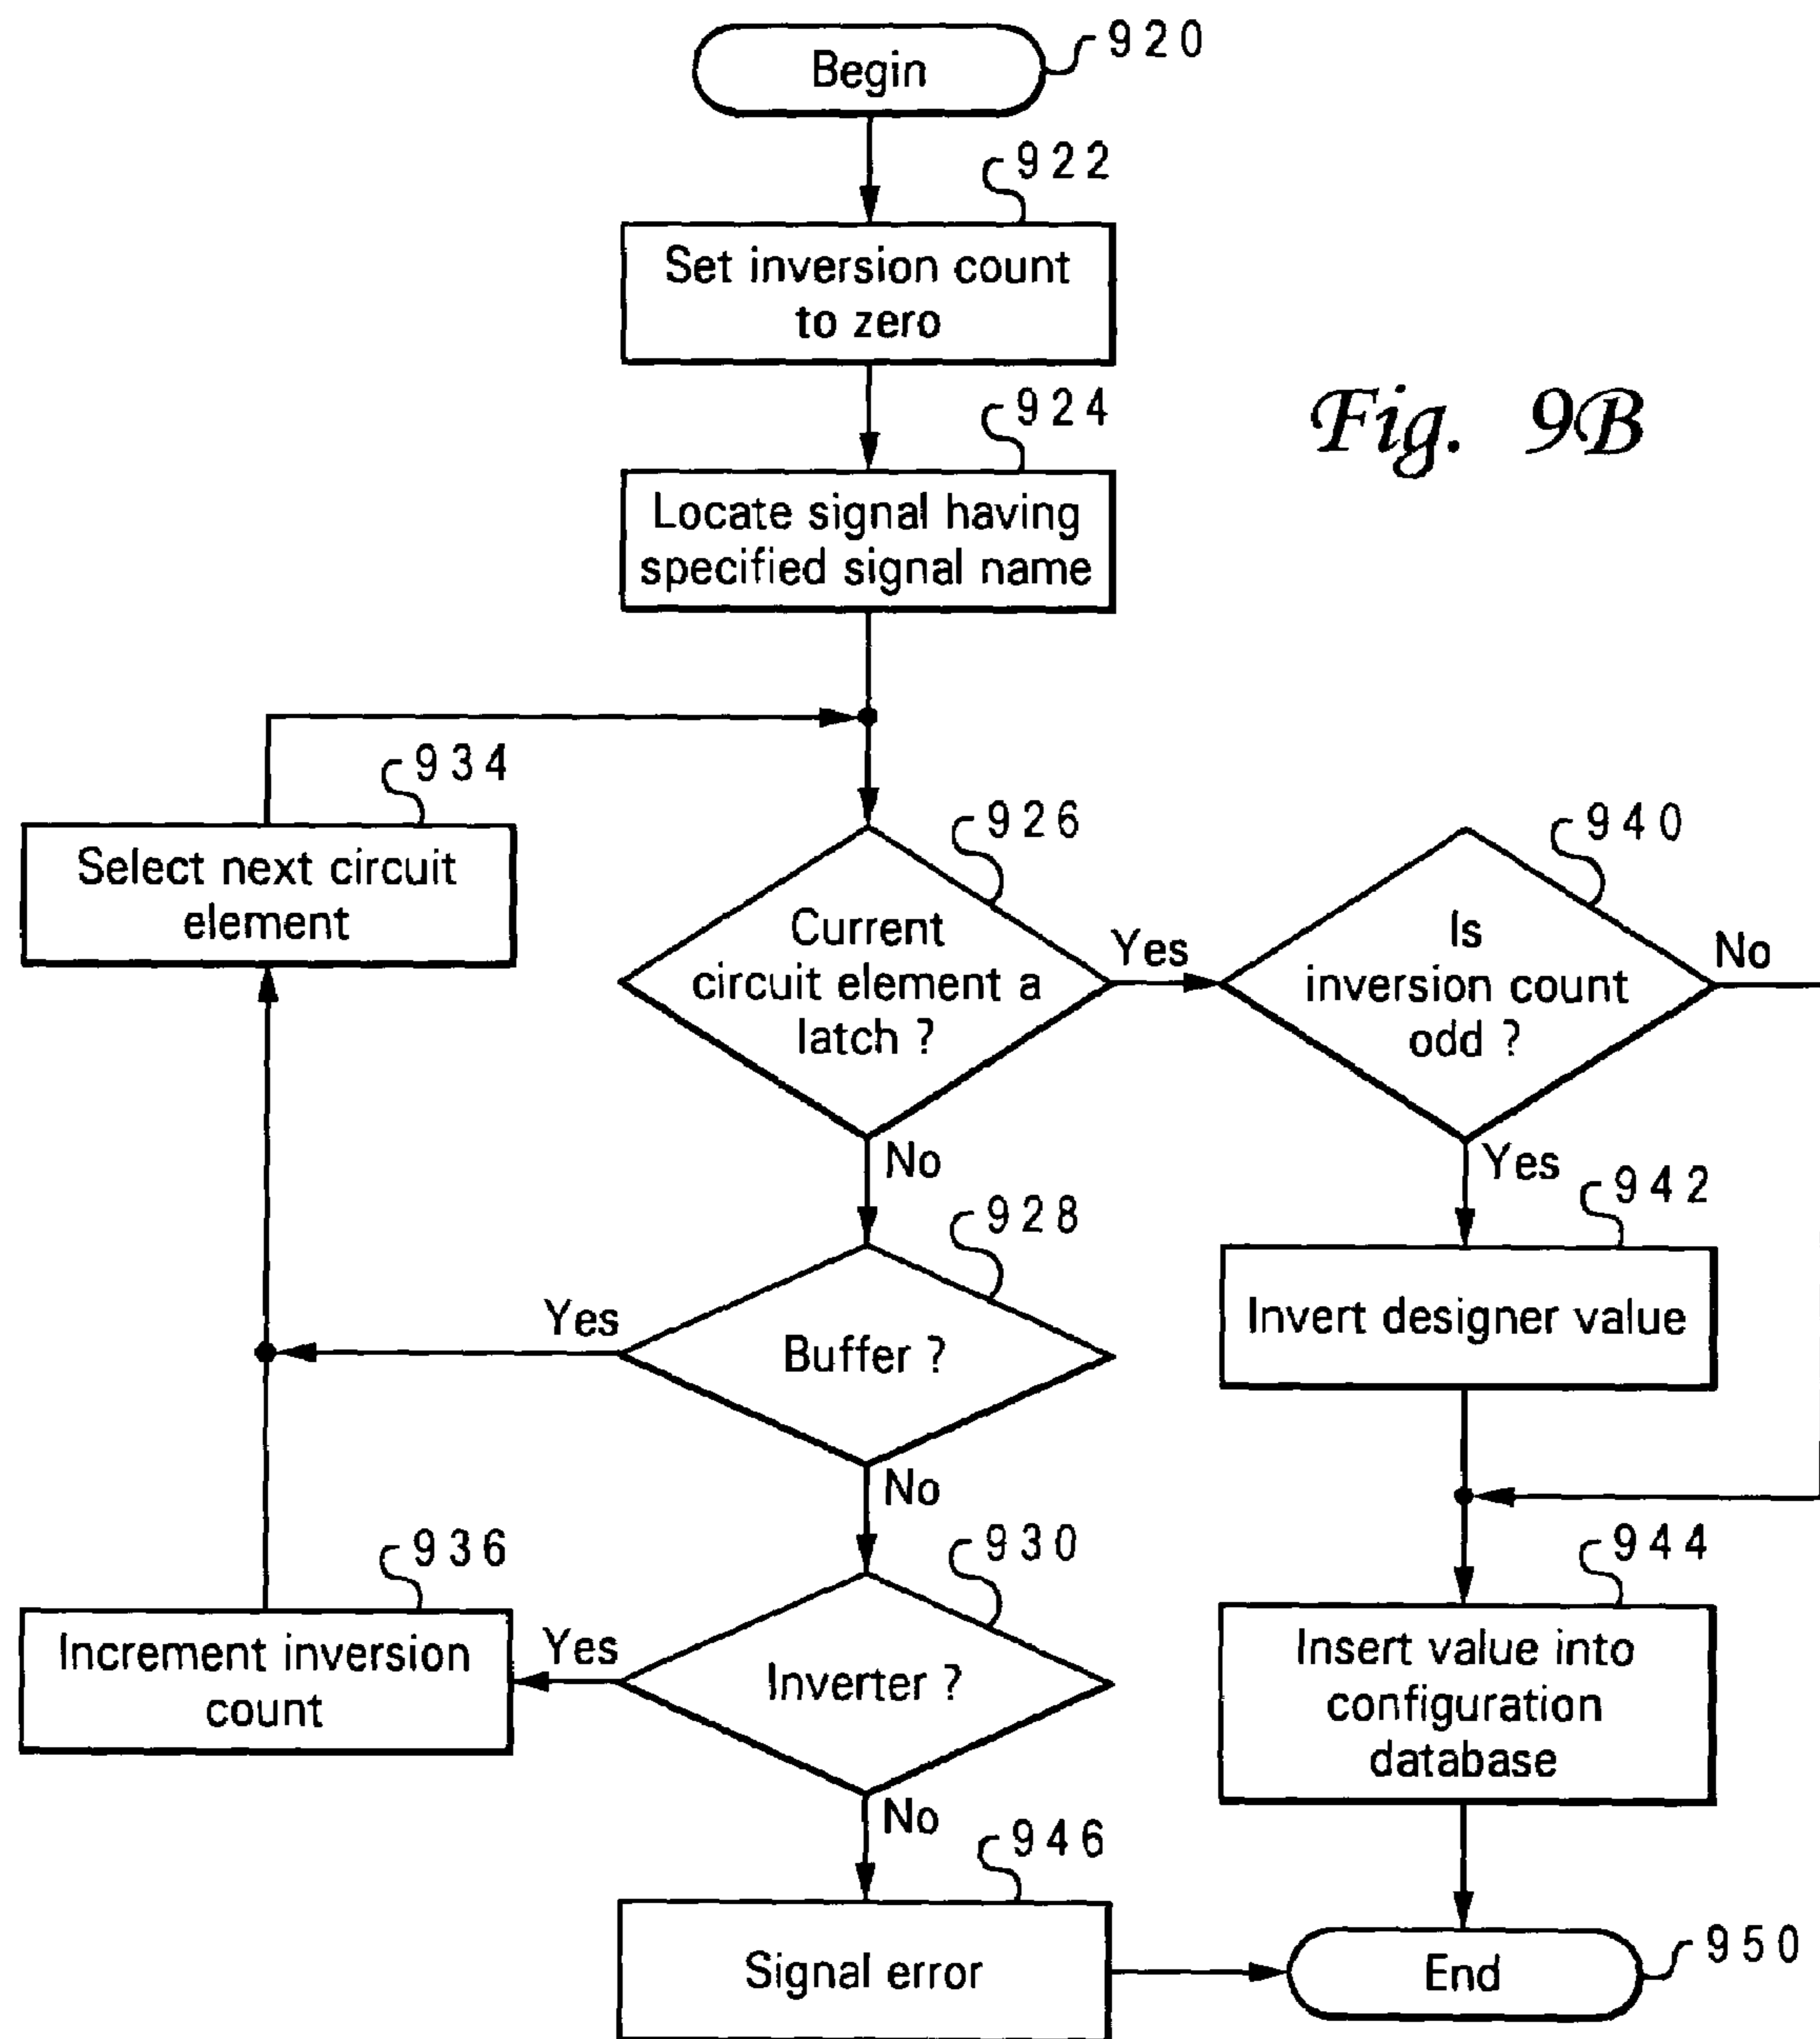 Begin
920
922
Set inversion count
to zero
924
Fig. 9B
Locate signal having
specified signal name
934
Select next circuit
element
926
Current
circuit element a
latch ?
Yes
940
Is
inversion count
odd ?
No
No
Yes
928
Buffer ?
Yes
942
Invert designer value
No
936
Increment inversion
count
Yes
930
Inverter ?
944
Insert value into
configuration
database
No
946
Signal error
End
950